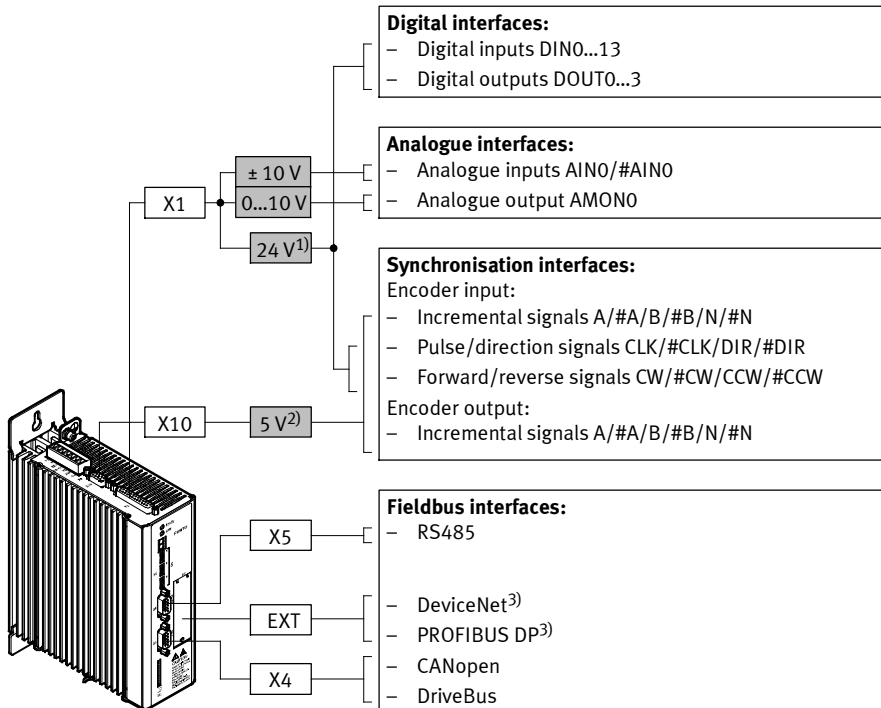 Digital interfaces:
– Digital inputs DIN0...13
– Digital outputs DOUT0...3
Analogue interfaces:
– Analogue inputs AIN0/#AIN0
– Analogue output AMON0
± 10 V
0...10 V
X1
24 V1)
Synchronisation interfaces:
Encoder input:
– Incremental signals A/#A/B/#B/N/#N
– Pulse/direction signals CLK/#CLK/DIR/#DIR
– Forward/reverse signals CW/#CW/CCW/#CCW
Encoder output:
– Incremental signals A/#A/B/#B/N/#N
X10
5 V2)
Fieldbus interfaces:
– RS485
– DeviceNet3)
– PROFIBUS DP3)
– CANopen
– DriveBus
X5
EXT
X4